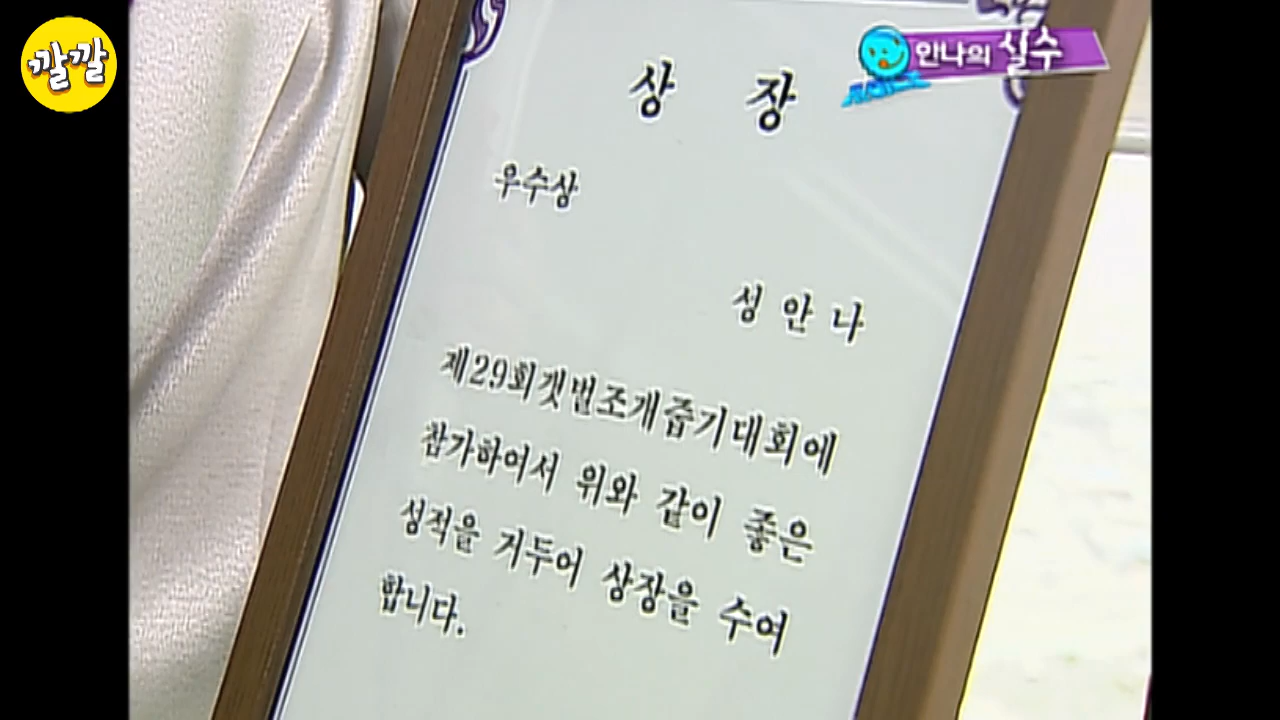 깔깔
안나의 실수
상 장
우수상
성 안 나
제29회갯벌조개줍기대회에
참가하여서 위와 같이 좋은
성적을 거두어 상장을 수여
합니다.